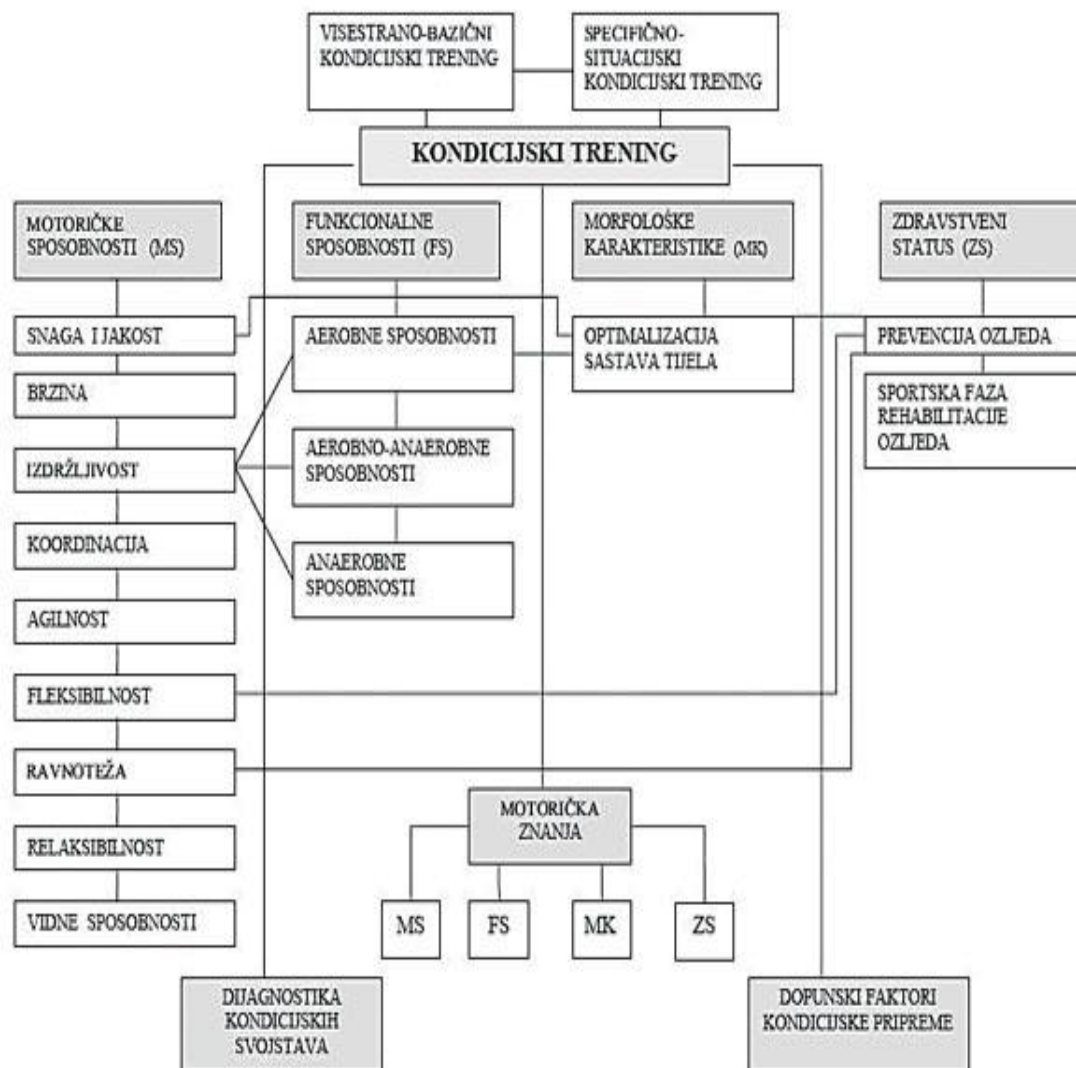 VISESTRANO-BAZIČNI
KONDICIJSKI TRENING
SPECIFIČNO-
SITUACIJSKI
KONDICIJSKI TRENING
KONDICIJSKI TRENING
MOTORIČKE
SPOSOBNOSTI (MS)
FUNKCIONALNE
SPOSOBNOSTI (FS)
MORFOLOŠKE
KARAKTERISTIKE (MK)
ZDRAVSTVENI
STATUS (ZS)
SNAGA I JAKOST
BRZINA
IZDRŽLJIVOST
KOORDINACIJA
AGILNOST
FLEKSIBILNOST
RAVNOTEŽA
RELAKSIBILNOST
VIDNE SPOSOBNOSTI
AEROBNE SPOSOBNOSTI
AEROBNO-ANAEROBNE
SPOSOBNOSTI
ANAEROBNE
SPOSOBNOSTI
OPTIMALIZACIJA
SASTAVA TIJELA
PREVENCIJA OZLJEDA
SPORTSKA FAZA
REHABILITACIJE
OZLJEDA
MOTORIČKA
ZNANJA
MS
FS
MK
ZS
DIJAGNOSTIKA
KONDICIJSKIH
SVOJSTAVA
DOPUNSKI FAKTORI
KONDICIJSKE PRIPREME